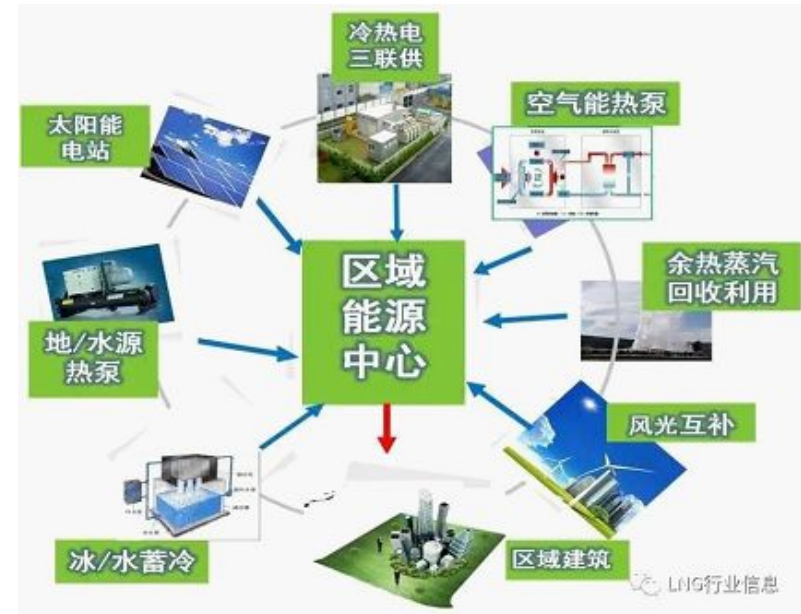 冷热电
三联供
空气能热泵
太阳能
电站
余热蒸汽
回收利用
区域
能源
中心
地/水源
热泵
风光互补
冰/水蓄冷
区域建筑
LNG行业信息